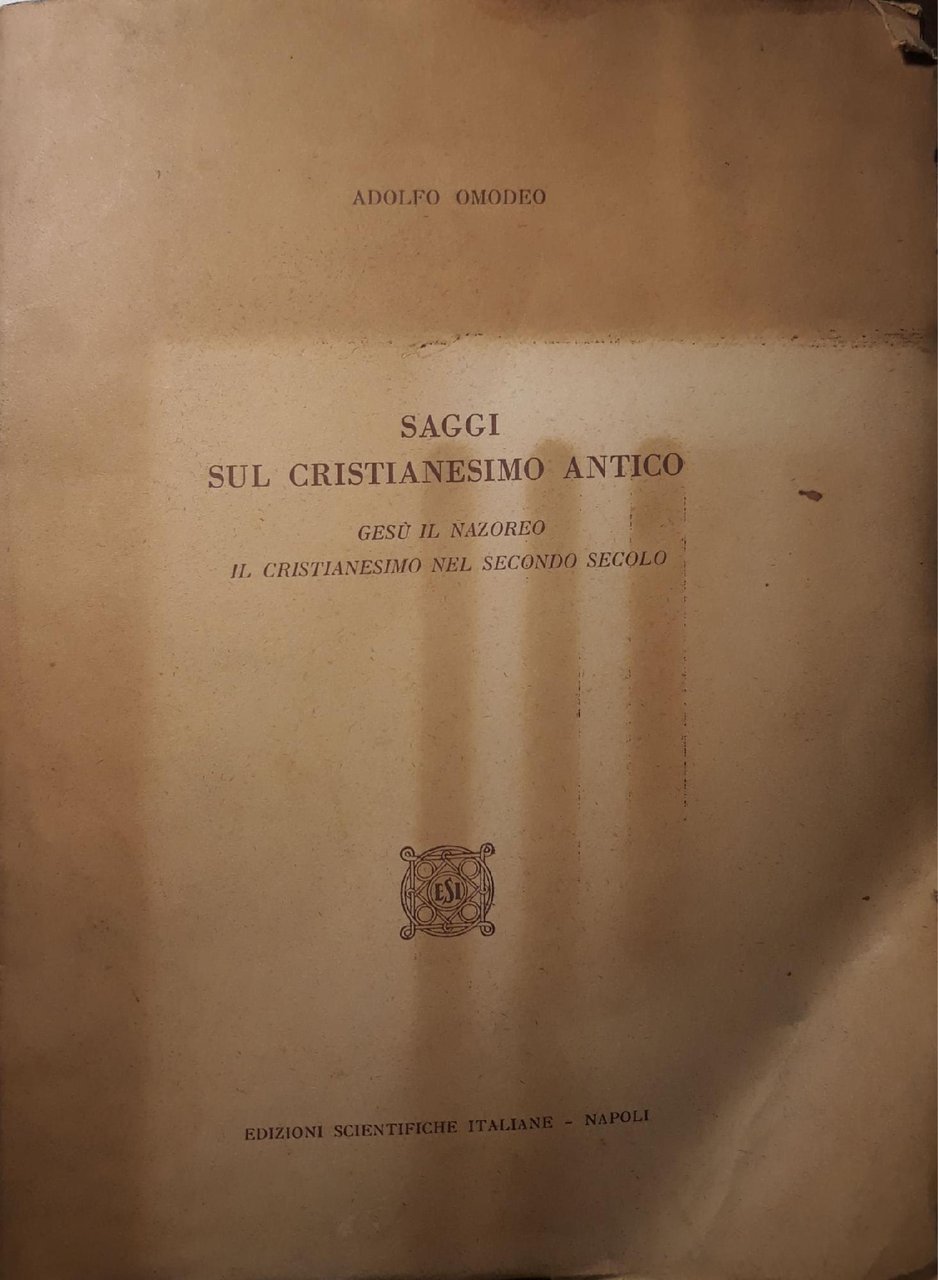 ADOLFO OMODEO
SAGGI
SUL CRISTIANESIMO ANTICO
GESÙ IL NAZOREO
IL CRISTIANESIMO NEL SECONDO SECOLO
ESI
EDIZIONI SCIENTIFICHE ITALIANE - NAPOLI